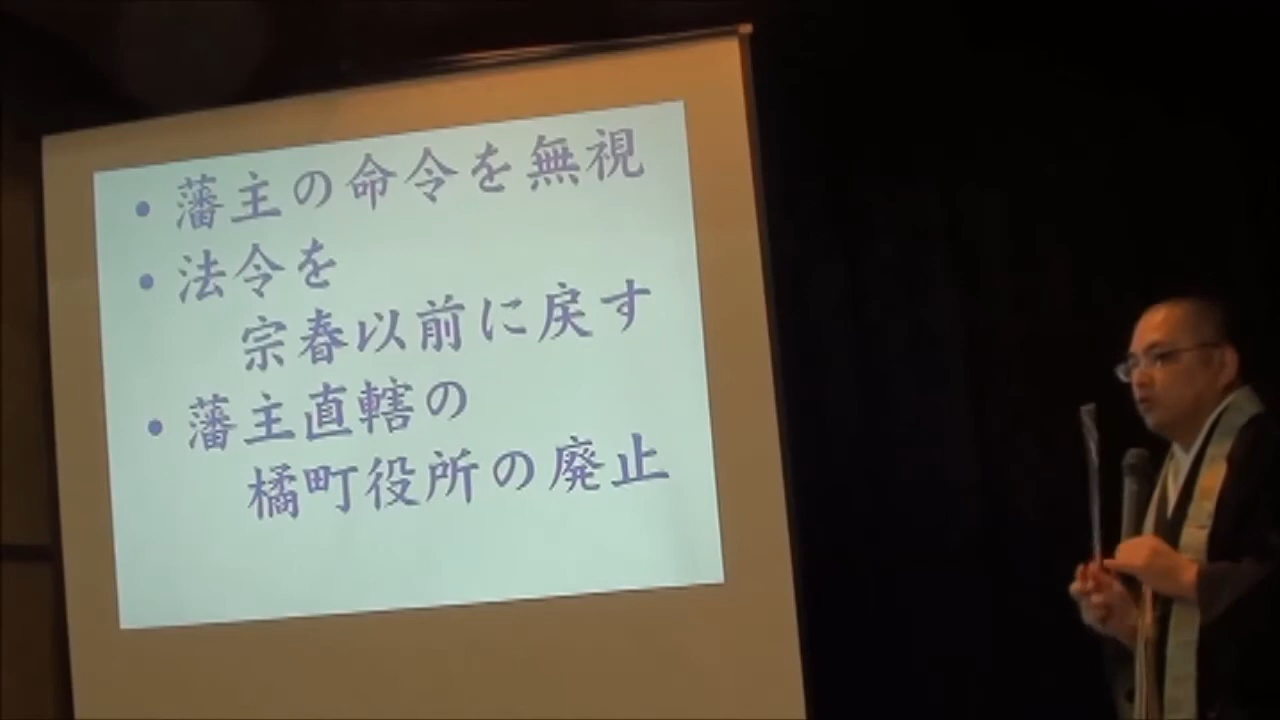 ・藩主の命令を無視
・法令を
宗春以前に戻す
・藩主直轄の
橘町役所の廃止